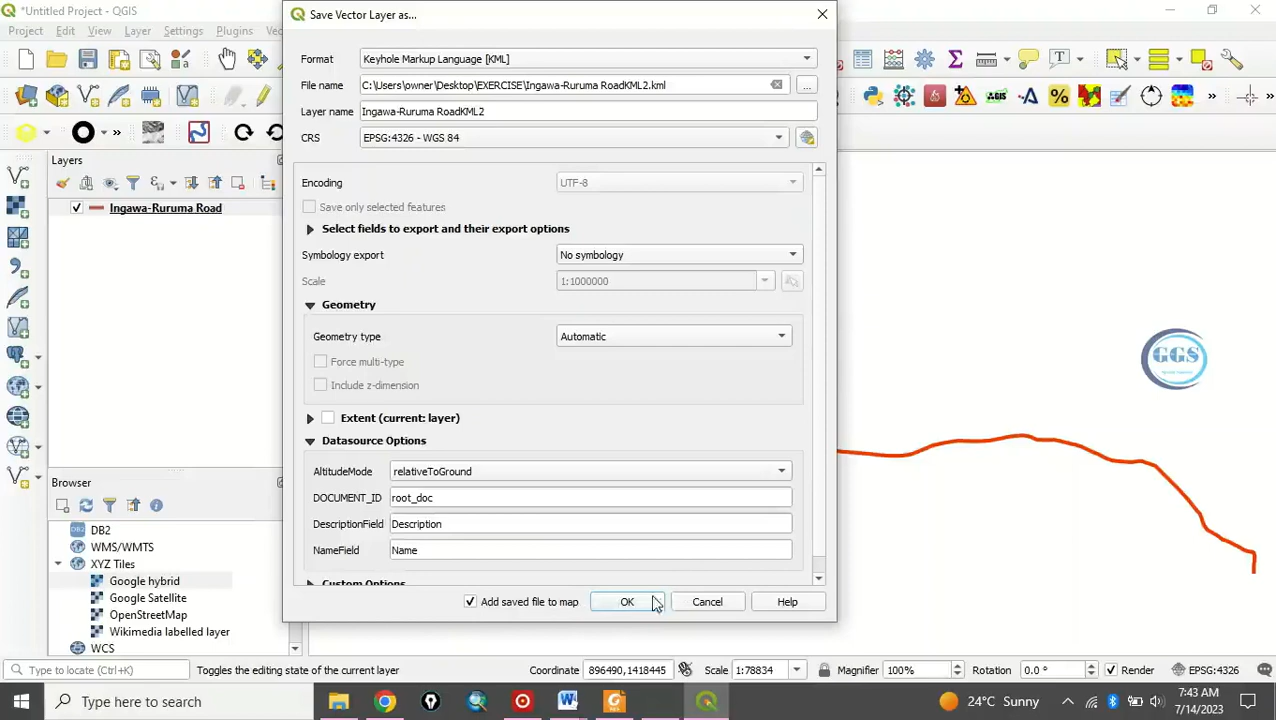 *Untitled Project — QGIS
Project Edit View Layer Settings Plugins
Save Vector Layer as...
Format Keyhole Markup Language [KML]
File name C:\Users\owner\Desktop\EXERCISE\Ingawa-Ruruma RoadKML2.kml ...
Layer name Ingawa-Ruruma RoadKML2
CRS EPSG:4326 - WGS 84
Layers
Encoding UTF-8
Save only selected features
Ingawa-Ruruma Road
Select fields to export and their export options
Symbology export No symbology
Scale 1:1000000
Geometry
Geometry type Automatic
Force multi-type
Include z-dimension
GGS
Extent (current: layer)
Datasource Options
AltitudeMode relativeToGround
Browser
DOCUMENT_ID root_doc
DescriptionField Description
NameField Name
DB2
WMS/WMTS
XYZ Tiles
Google hybrid
Google Satellite
OpenStreetMap
Wikimedia labelled layer
WCS
Custom Options
Add saved file to map OK Cancel Help
Type to locate (Ctrl+K) Toggles the editing state of the current layer Coordinate 896490,1418445 Scale 1:78834 Magnifier 100% Rotation 0.0 ° Render EPSG:4326
Type here to search 24°C Sunny 7:43 AM
7/14/2023